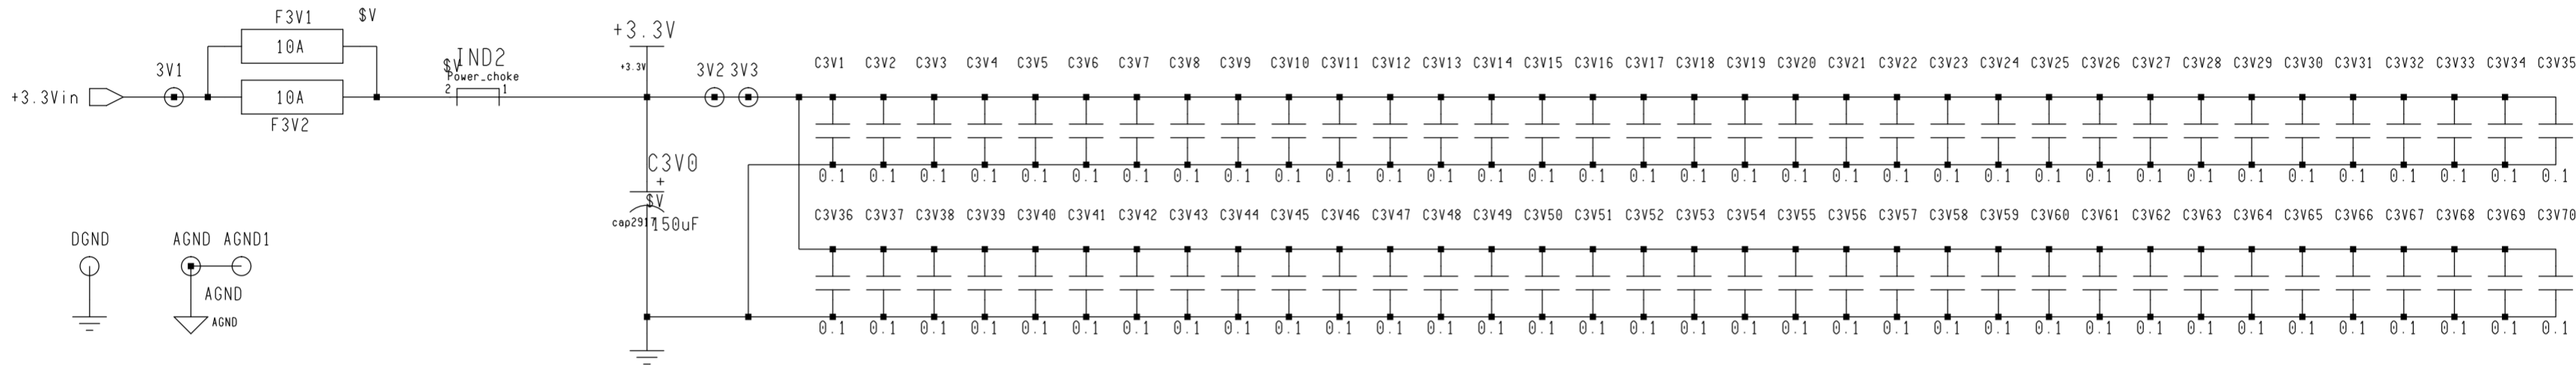 F3V1 $V
10A
+3.3Vin 3V1
10A
F3V2
$V IND2
Power_choke
2 1
+3.3V
+3.3V
3V2 3V3
C3V1 C3V2 C3V3 C3V4 C3V5 C3V6 C3V7 C3V8 C3V9 C3V10 C3V11 C3V12 C3V13 C3V14 C3V15 C3V16 C3V17 C3V18 C3V19 C3V20 C3V21 C3V22 C3V23 C3V24 C3V25 C3V26 C3V27 C3V28 C3V29 C3V30 C3V31 C3V32 C3V33 C3V34 C3V35
0.1 0.1 0.1 0.1 0.1 0.1 0.1 0.1 0.1 0.1 0.1 0.1 0.1 0.1 0.1 0.1 0.1 0.1 0.1 0.1 0.1 0.1 0.1 0.1 0.1 0.1 0.1 0.1 0.1 0.1 0.1 0.1 0.1 0.1 0.1
C3V0
+
$V
cap2917 150uF
C3V36 C3V37 C3V38 C3V39 C3V40 C3V41 C3V42 C3V43 C3V44 C3V45 C3V46 C3V47 C3V48 C3V49 C3V50 C3V51 C3V52 C3V53 C3V54 C3V55 C3V56 C3V57 C3V58 C3V59 C3V60 C3V61 C3V62 C3V63 C3V64 C3V65 C3V66 C3V67 C3V68 C3V69 C3V70
0.1 0.1 0.1 0.1 0.1 0.1 0.1 0.1 0.1 0.1 0.1 0.1 0.1 0.1 0.1 0.1 0.1 0.1 0.1 0.1 0.1 0.1 0.1 0.1 0.1 0.1 0.1 0.1 0.1 0.1 0.1 0.1 0.1 0.1 0.1
DGND AGND AGND1
AGND
AGND